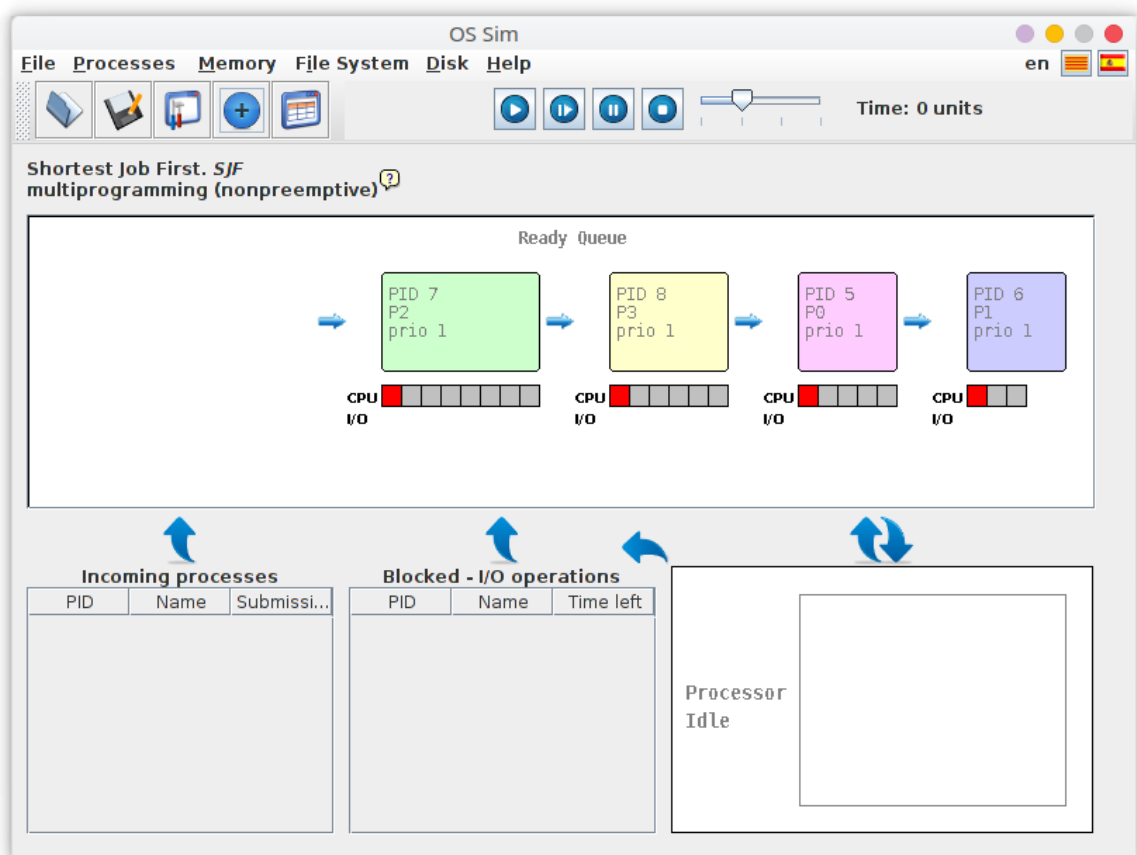 OS Sim
File Processes Memory File System Disk Help en
Time: 0 units
Shortest Job First. SJF
multiprogramming (nonpreemptive) ?
Ready Queue
PID 7
P2
prio 1
CPU
I/O
PID 8
P3
prio 1
CPU
I/O
PID 5
P0
prio 1
CPU
I/O
PID 6
P1
prio 1
CPU
I/O
Incoming processes
PID Name Submissi...
Blocked - I/O operations
PID Name Time left
Processor
Idle